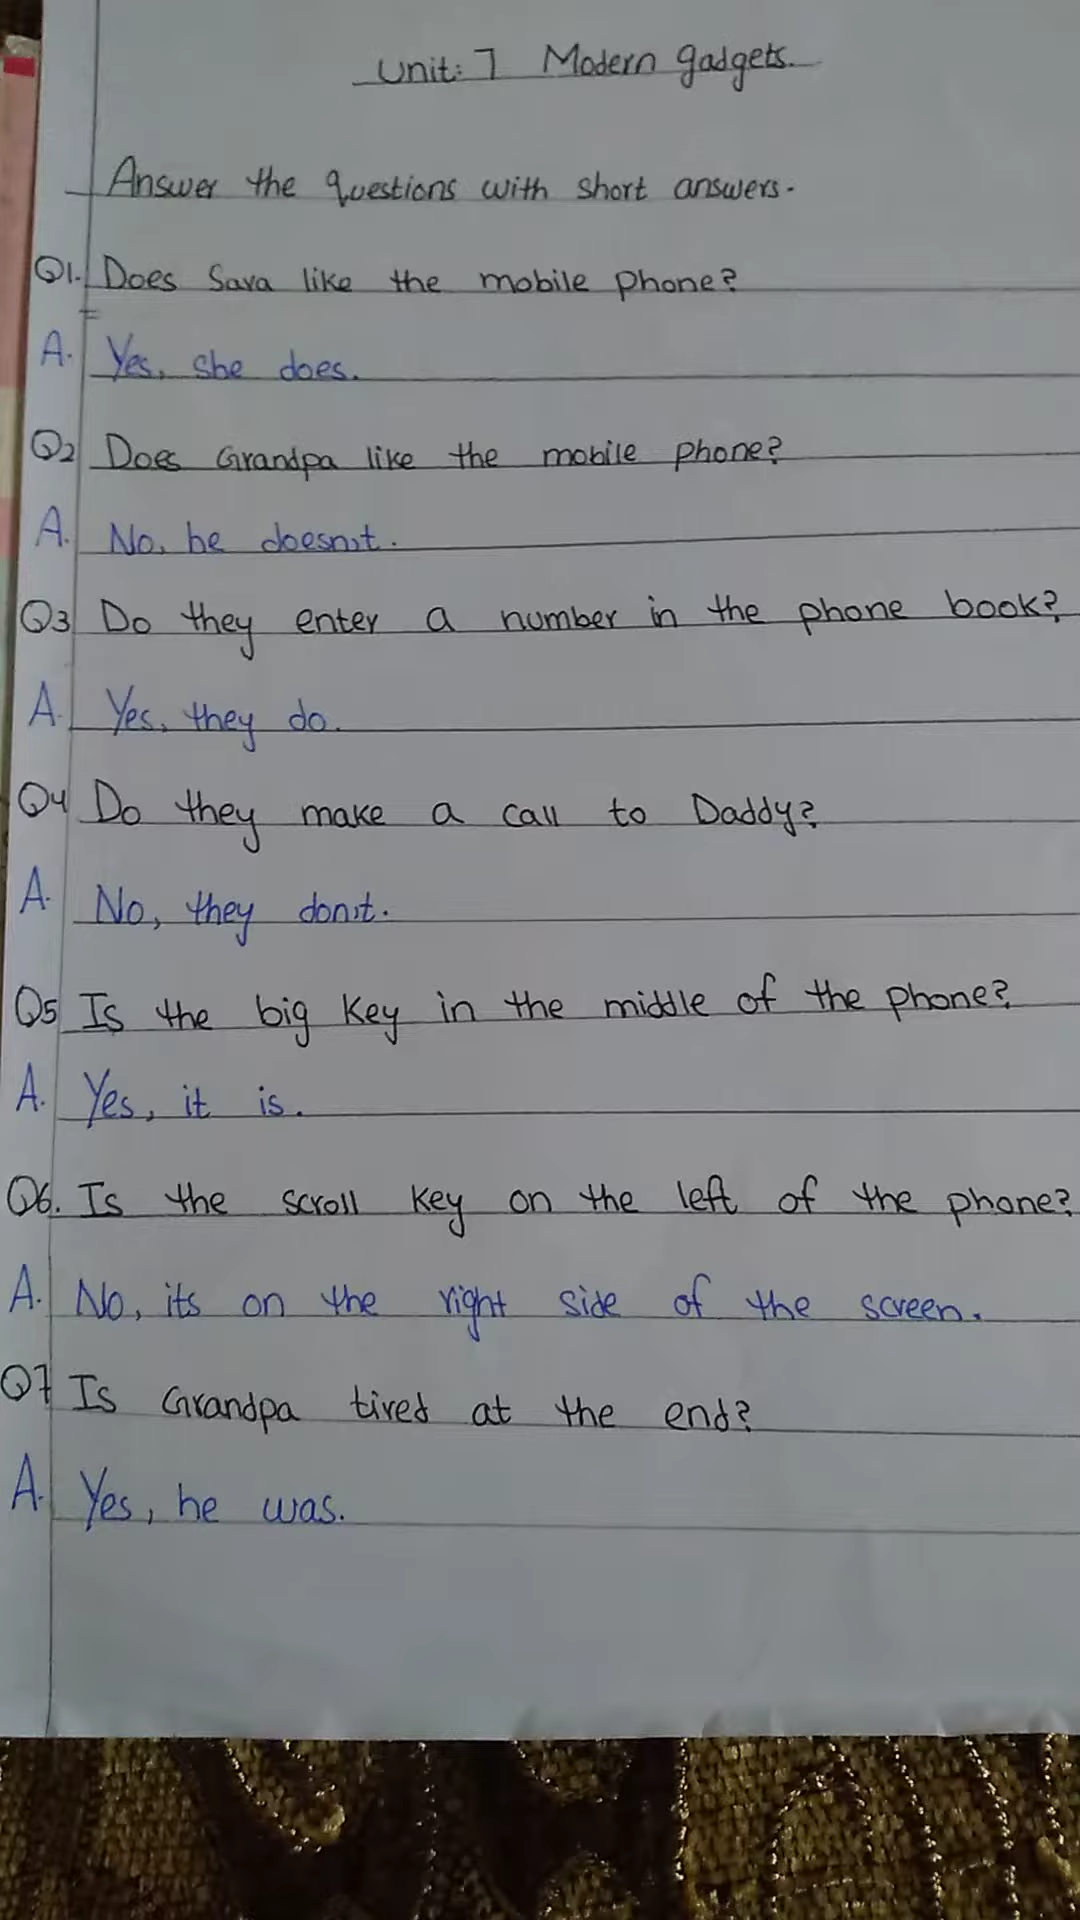 Unit: 7 Modern gadgets.
Answer the questions with short answers.
Q1. Does Sara like the mobile phone?
A. Yes, she does.
Q2 Does Grandpa like the mobile phone?
A. No, he doesn't.
Q3 Do they enter a number in the phone book?
A. Yes, they do.
Q4 Do they make a call to Daddy?
A. No, they don't.
Q5 Is the big key in the middle of the phone?
A. Yes, it is.
Q6. Is the scroll key on the left of the phone?
A. No, its on the right side of the screen.
Q7 Is Grandpa tired at the end?
A. Yes, he was.